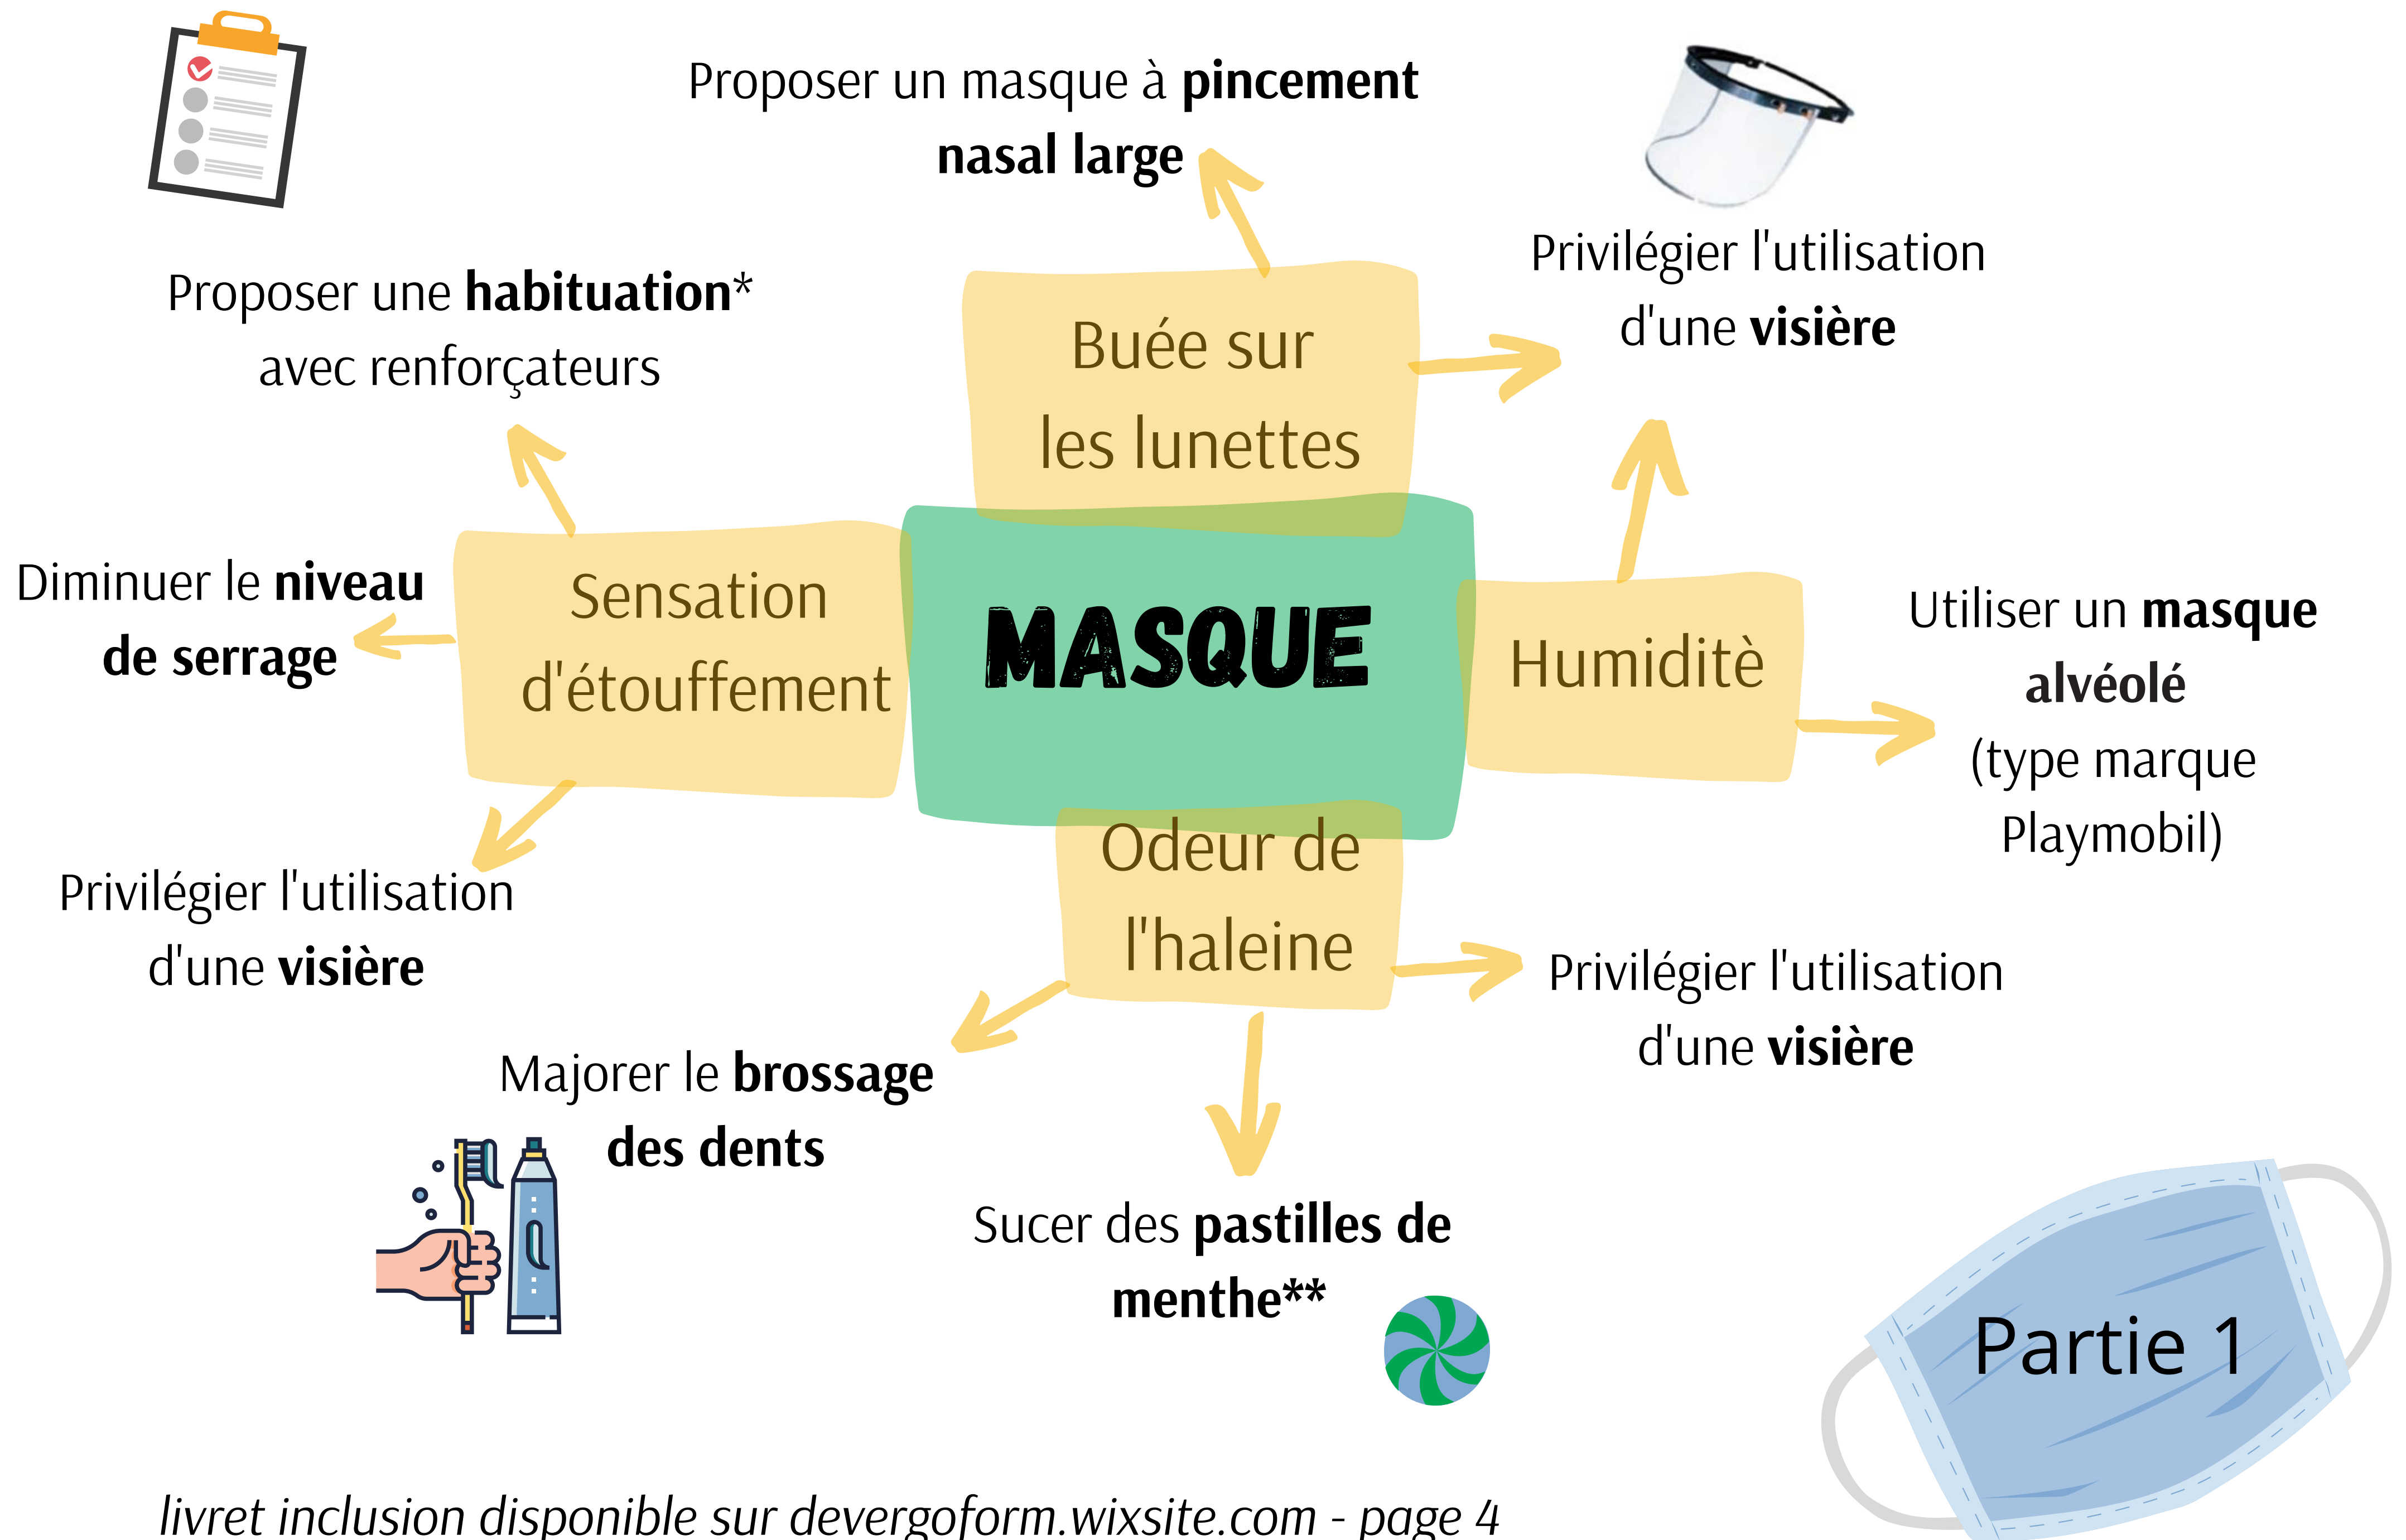 Proposer un masque à pincement
nasal large
Privilégier l'utilisation
d'une visière
Proposer une habituation*
avec renforçateurs
Buée sur
les lunettes
Diminuer le niveau
de serrage
Sensation
d'étouffement
MASQUE
Humiditè
Utiliser un masque
alvéolé
(type marque
Playmobil)
Privilégier l'utilisation
d'une visière
Odeur de
l'haleine
Privilégier l'utilisation
d'une visière
Majorer le brossage
des dents
Sucer des pastilles de
menthe**
Partie 1
livret inclusion disponible sur devergoform.wixsite.com - page 4